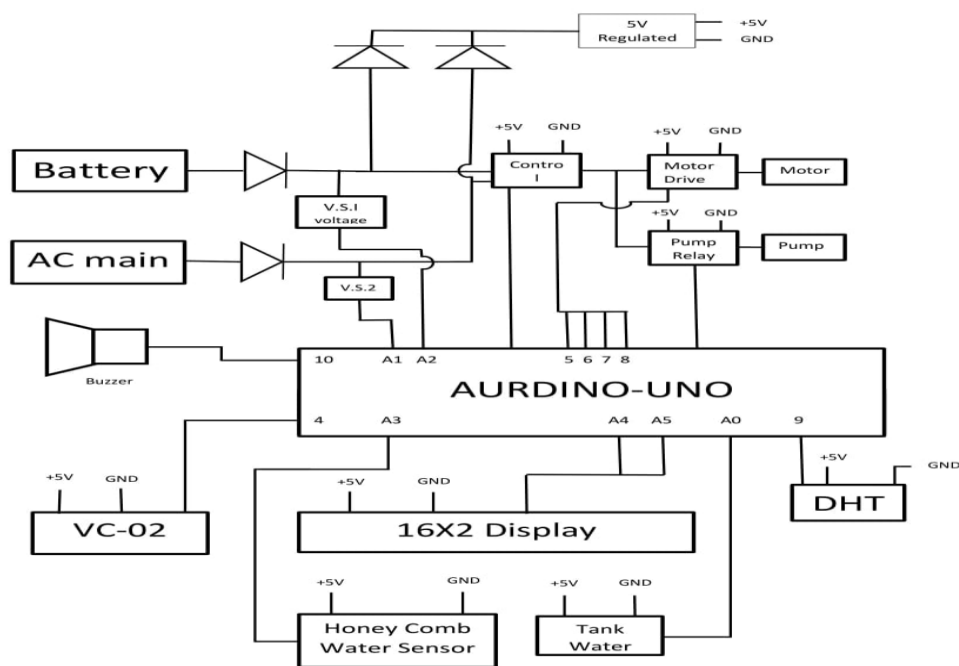 5V
Regulated
+5V
GND
+5V
GND
+5V
GND
Battery
Contro
l
Motor
Drive
Motor
V.S.1
voltage
+5V
GND
AC main
Pump
Relay
Pump
V.S.2
Buzzer
10
A1
A2
5
6
7
8
AURDINO-UNO
4
A3
A4
A5
A0
9
+5V
GND
+5V
GND
+5V
GND
VC-02
16X2 Display
DHT
+5V
GND
+5V
GND
Honey Comb
Water Sensor
Tank
Water